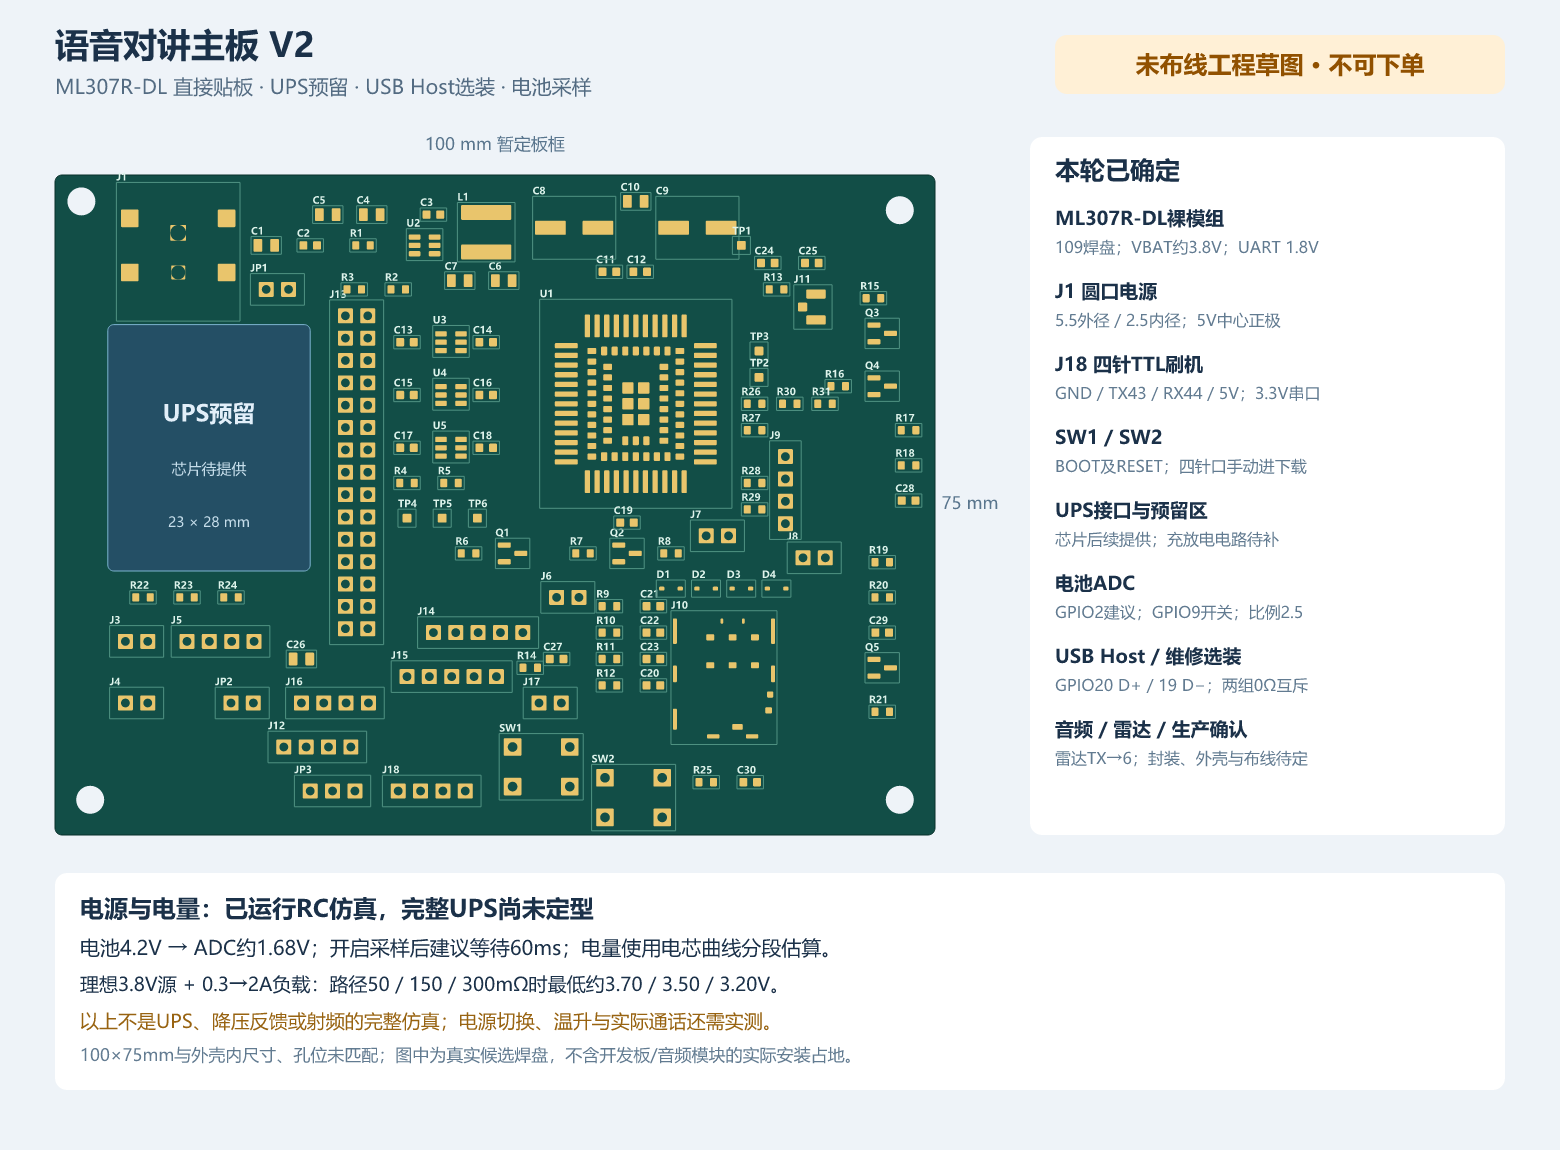 语音对讲主板 V2
ML307R-DL 直接贴板 · UPS预留 · USB Host选装 · 电池采样
未布线工程草图 • 不可下单
100 mm 暂定板框
J1
C5 C4 C3 L1 C8 C10 C9
C1 C2 R1 U2 TP1
C24 C25
C11 C12
JP1 C7 C6
R3 R2 R13 J11 R15
J13 U1
Q3
C13 U3 C14 TP3
TP2
C15 U4 C16 R16 Q4
R26 R30 R31
UPS预留
芯片待提供
23 × 28 mm
C17 U5 C18 R27 J9 R17
R4 R5 R28 R18
TP4 TP5 TP6 R29 C28
75 mm
C19 J7
R6 Q1 R7 Q2 R8 J8 R19
R22 R23 R24 J6 D1 D2 D3 D4 R20
R9 C21 J10
J3 J5 J14 R10 C22 C29
C26 J15 R14 C27 R11 C23 Q5
J4 JP2 J16 J17 R12 C20 R21
J12 SW1
JP3 J18 SW2 R25 C30
本轮已确定
ML307R-DL裸模组
109焊盘；VBAT约3.8V；UART 1.8V
J1 圆口电源
5.5外径 / 2.5内径；5V中心正极
J18 四针TTL刷机
GND / TX43 / RX44 / 5V；3.3V串口
SW1 / SW2
BOOT及RESET；四针口手动进下载
UPS接口与预留区
芯片后续提供；充放电电路待补
电池ADC
GPIO2建议；GPIO9开关；比例2.5
USB Host / 维修选装
GPIO20 D+ / 19 D−；两组0Ω互斥
音频 / 雷达 / 生产确认
雷达TX→6；封装、外壳与布线待定
电源与电量：已运行RC仿真，完整UPS尚未定型
电池4.2V → ADC约1.68V；开启采样后建议等待60ms；电量使用电芯曲线分段估算。
理想3.8V源 + 0.3→2A负载：路径50 / 150 / 300mΩ时最低约3.70 / 3.50 / 3.20V。
以上不是UPS、降压反馈或射频的完整仿真；电源切换、温升与实际通话还需实测。
100×75mm与外壳内尺寸、孔位未匹配；图中为真实候选焊盘，不含开发板/音频模块的实际安装占地。